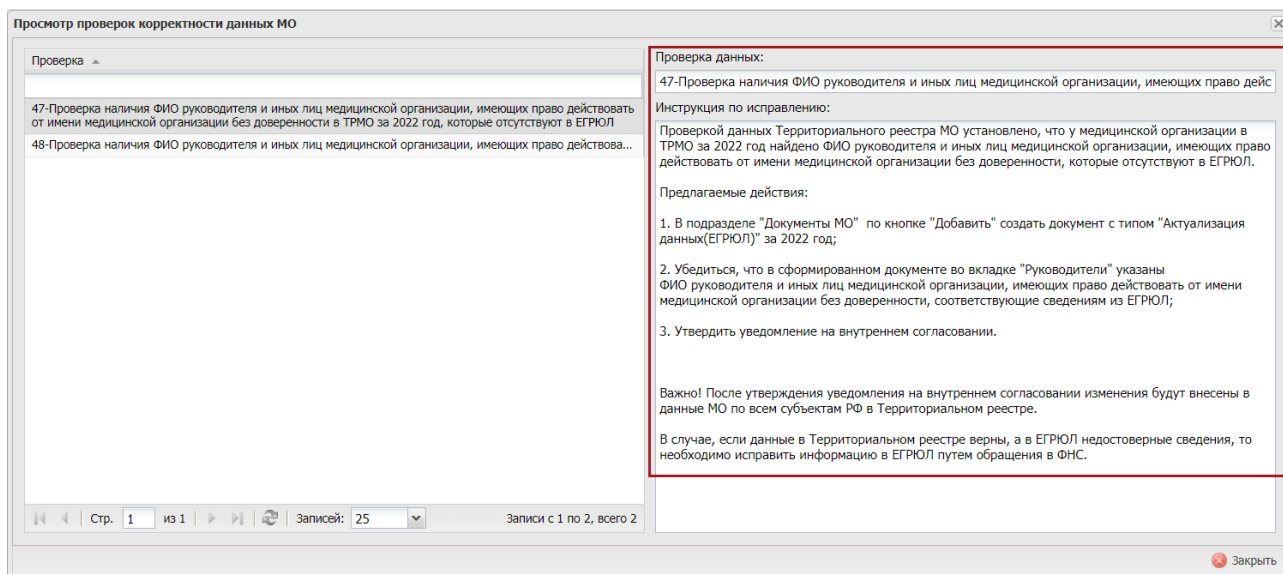 Просмотр проверок корректности данных МО
Проверка
47-Проверка наличия ФИО руководителя и иных лиц медицинской организации, имеющих право действовать
от имени медицинской организации без доверенности в ТРМО за 2022 год, которые отсутствуют в ЕГРЮЛ
48-Проверка наличия ФИО руководителя и иных лиц медицинской организации, имеющих право действова...
Стр. 1 из 1 Записей: 25 Записи с 1 по 2, всего 2
Проверка данных:
47-Проверка наличия ФИО руководителя и иных лиц медицинской организации, имеющих право дейс
Инструкция по исправлению:
Проверкой данных Территориального реестра МО установлено, что у медицинской организации в
ТРМО за 2022 год найдено ФИО руководителя и иных лиц медицинской организации, имеющих право
действовать от имени медицинской организации без доверенности, которые отсутствуют в ЕГРЮЛ.
Предлагаемые действия:
1. В подразделе "Документы МО" по кнопке "Добавить" создать документ с типом "Актуализация
данных(ЕГРЮЛ)" за 2022 год;
2. Убедиться, что в сформированном документе во вкладке "Руководители" указаны
ФИО руководителя и иных лиц медицинской организации, имеющих право действовать от имени
медицинской организации без доверенности, соответствующие сведениям из ЕГРЮЛ;
3. Утвердить уведомление на внутреннем согласовании.
Важно! После утверждения уведомления на внутреннем согласовании изменения будут внесены в
данные МО по всем субъектам РФ в Территориальном реестре.
В случае, если данные в Территориальном реестре верны, а в ЕГРЮЛ недостоверные сведения, то
необходимо исправить информацию в ЕГРЮЛ путем обращения в ФНС.
Закрыть